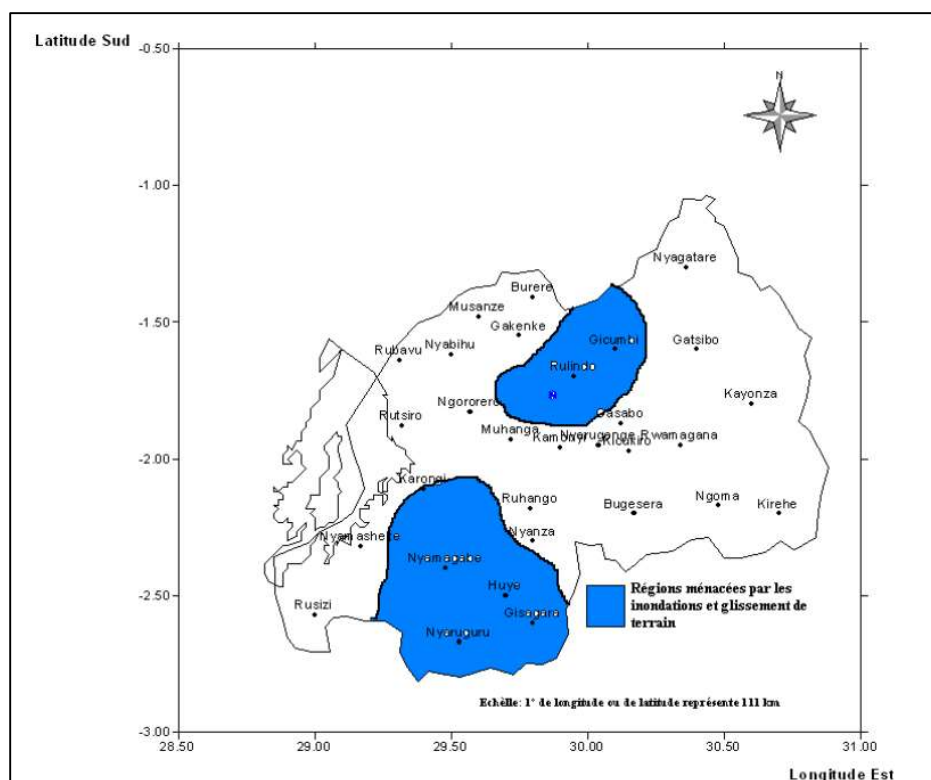 Latitude Sud
-0.50
N
-1.00
Nyagatare
Burere
Musanze
-1.50
Gakenke
Gicumbi
Gatsibo
Rubavu
Nyabihu
Rulindo
Ngororero
Kayonza
Rutsiro
Gasabo
Muhanga
Kamonyi
Nyarugenge
Rwamagana
Kicukiro
-2.00
Karongi
Ruhango
Bugesera
Ngoma
Kirehe
Nyamasheke
Nyanza
Nyamagabe
Huye
-2.50
Rusizi
Gisagara
Nyaruguru
Régions ménacées par les
inondations et glissement de
terrain
Echélle: 1° de longitude ou de latitude représente 111 km
-3.00
28.50
29.00
29.50
30.00
30.50
31.00
Longitude Est